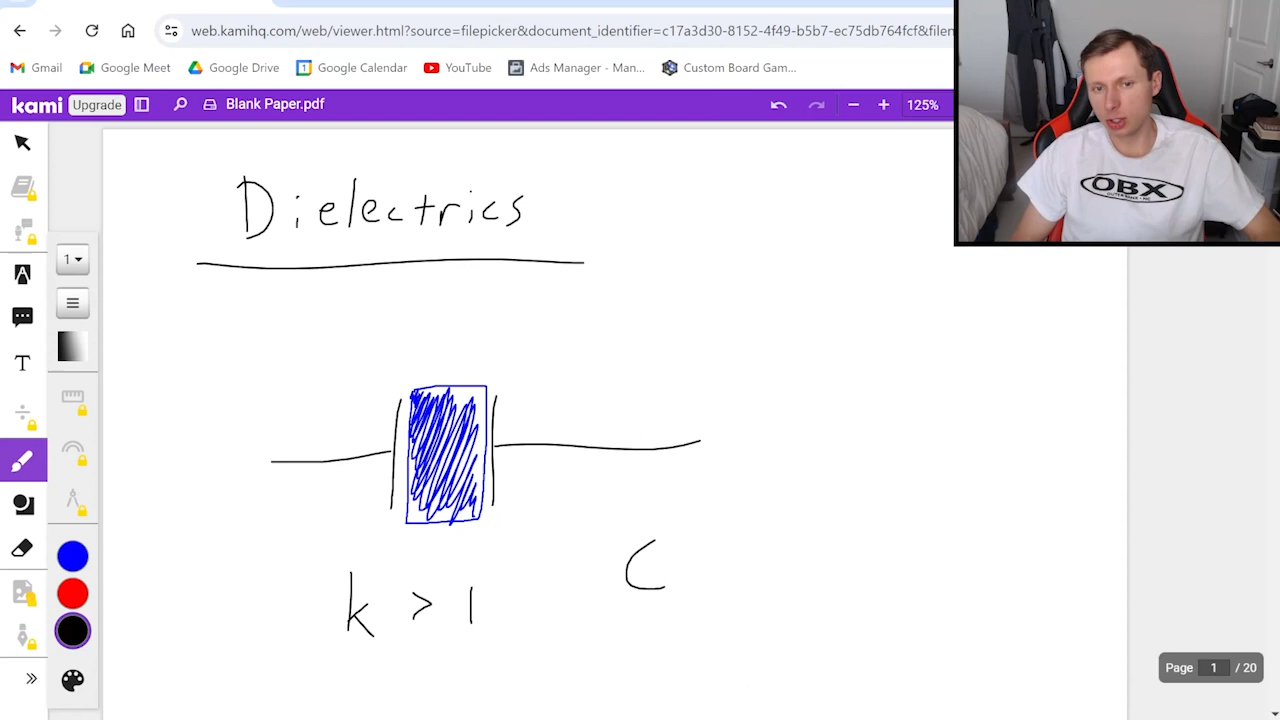 web.kamihq.com/web/viewer.html?source=filepicker&document_identifier=c17a3d30-8152-4f49-b5b7-ec75db764fcf&filen
Gmail Google Meet Google Drive Google Calendar YouTube Ads Manager - Man... Custom Board Gam...
kami Upgrade Blank Paper.pdf 125%
OBX
1
T
Dielectrics
C
k > 1
Page 1 / 20